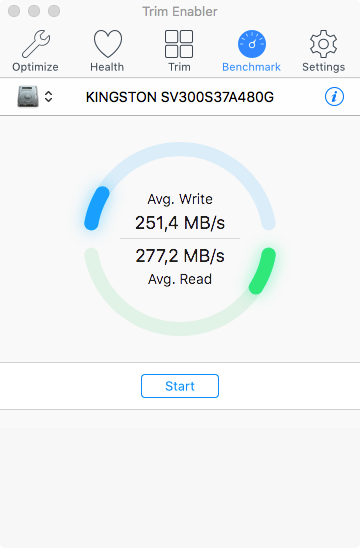 Trim Enabler
Optimize Health Trim Benchmark Settings
KINGSTON SV300S37A480G
Avg. Write
251,4 MB/s
277,2 MB/s
Avg. Read
Start